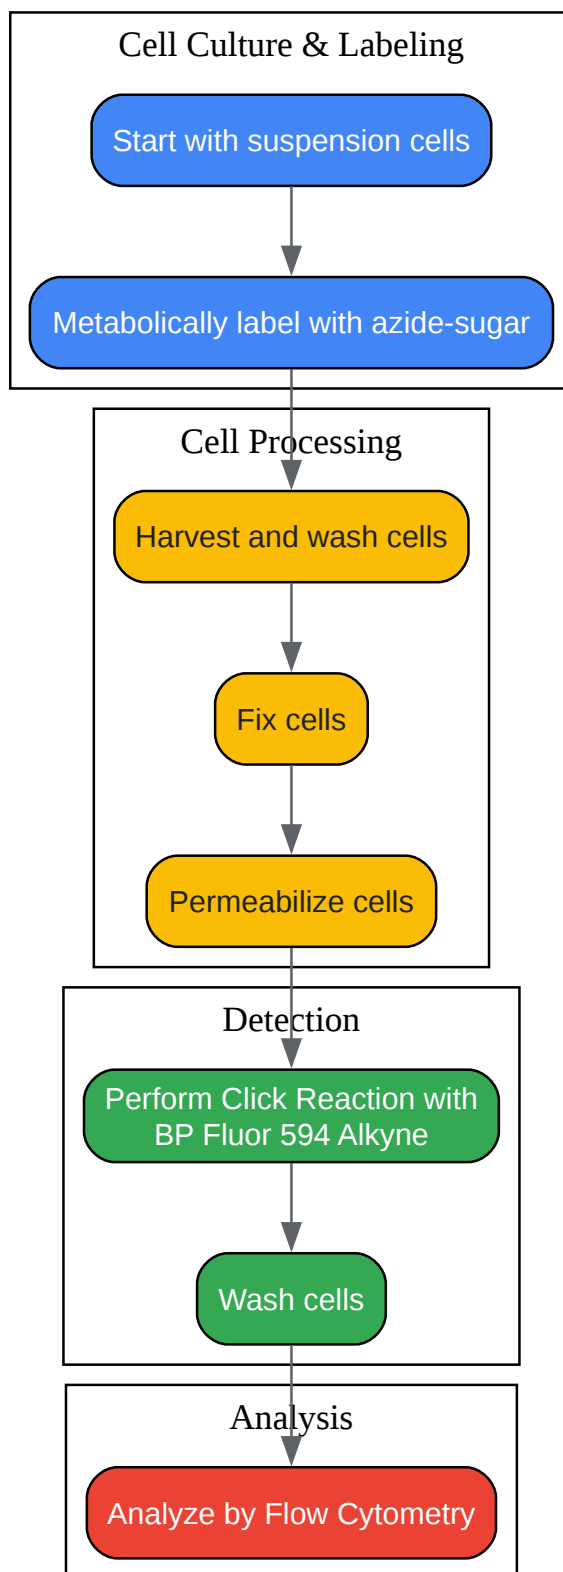 Cell Culture & Labeling
Start with suspension cells
Metabolically label with azide-sugar
Cell Processing
Harvest and wash cells
Fix cells
Permeabilize cells
Detection
Perform Click Reaction with
BP Fluor 594 Alkyne
Wash cells
Analysis
Analyze by Flow Cytometry